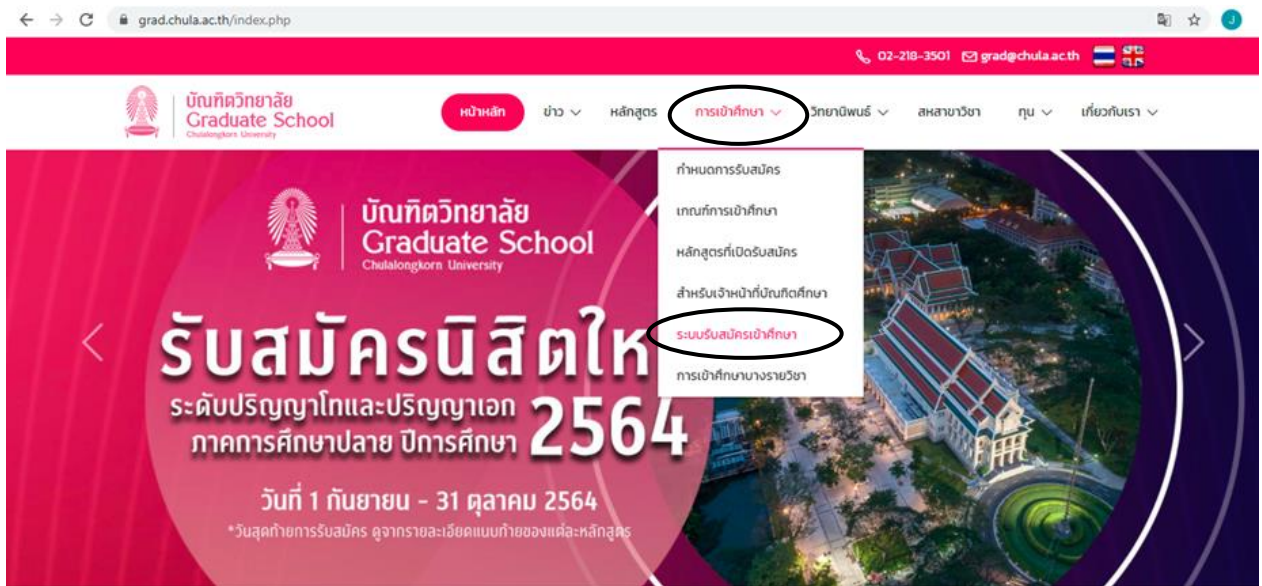 grad.chula.ac.th/index.php
J
02-218-3501 grad@chula.ac.th
บัณฑิตวิทยาลัย
Graduate School
Chulalongkorn University
หน้าหลัก ข่าว หลักสูตร การเข้าศึกษา วิทยานิพนธ์ สหสาขาวิชา ทุน เกี่ยวกับเรา
กำหนดการรับสมัคร
เกณฑ์การเข้าศึกษา
หลักสูตรที่เปิดรับสมัคร
สำหรับเจ้าหน้าที่บัณฑิตศึกษา
ระบบรับสมัครเข้าศึกษา
การเข้าศึกษาบางรายวิชา
บัณฑิตวิทยาลัย
Graduate School
Chulalongkorn University
รับสมัครนิสิตให
ระดับปริญญาโทและปริญญาเอก
ภาคการศึกษาปลาย ปีการศึกษา 2564
วันที่ 1 กันยายน - 31 ตุลาคม 2564
*วันสุดท้ายการรับสมัคร ดูจากรายละเอียดแนบท้ายของแต่ละหลักสูตร